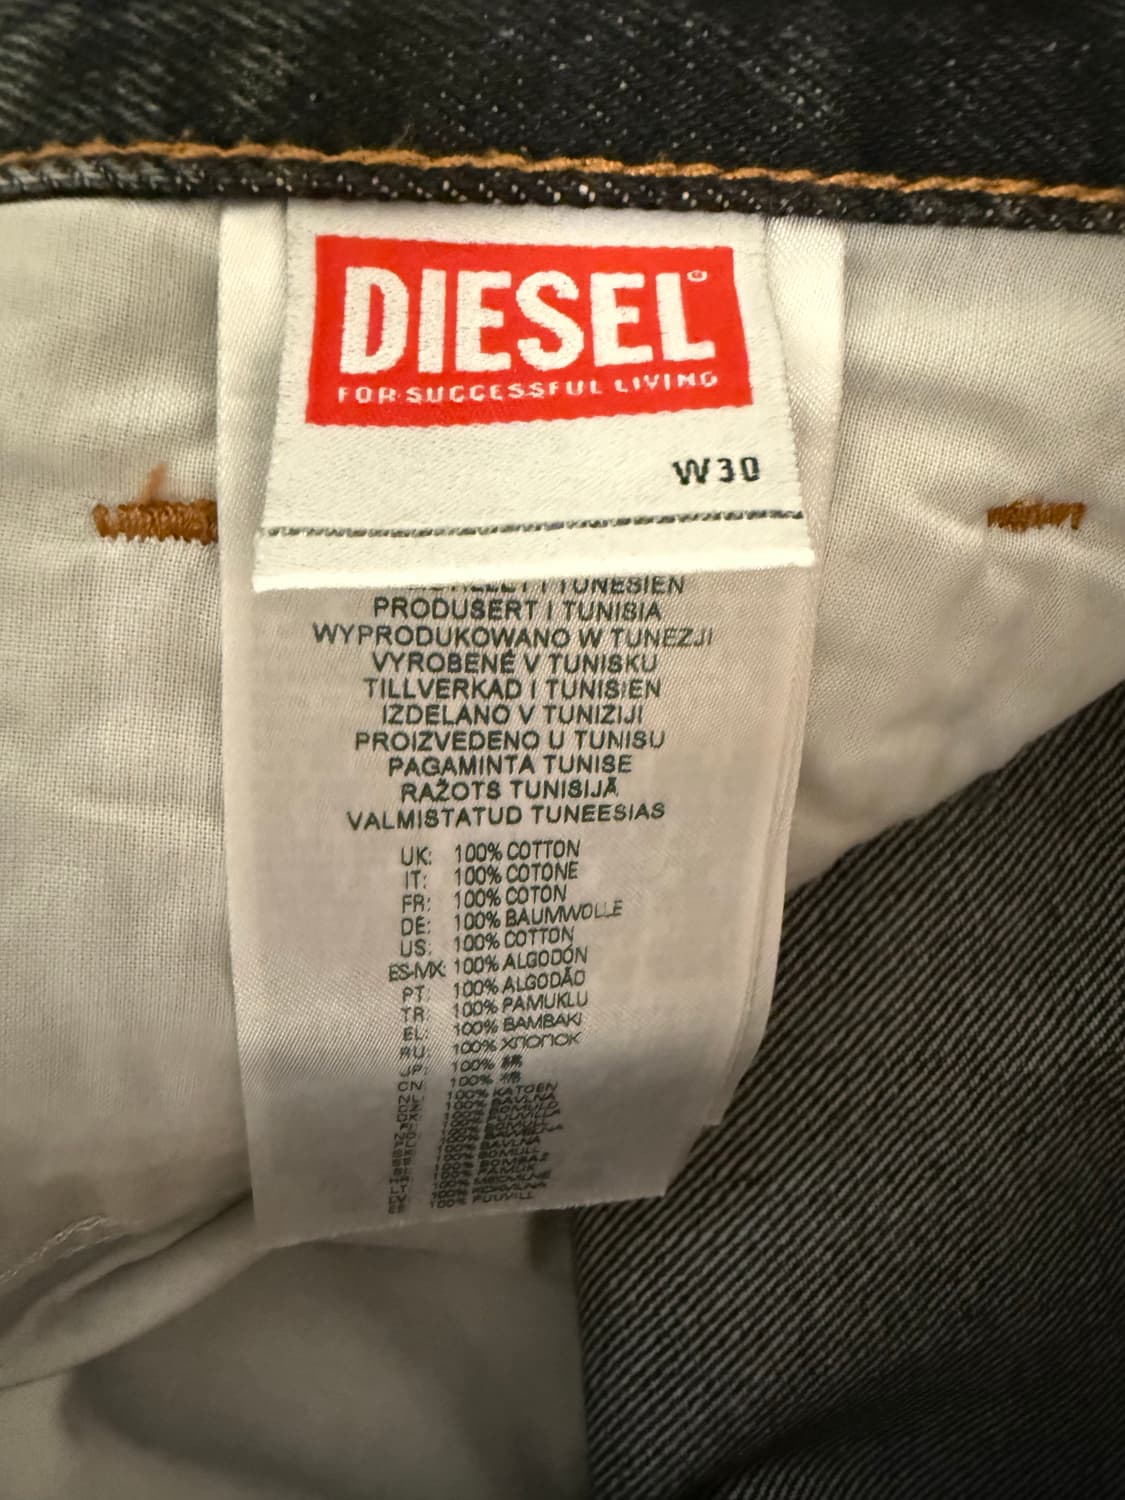 DIESEL
FOR SUCCESSFUL LIVING
W30
I TUNESIEN
PRODUSERT I TUNISIA
WYPRODUKOWANO W TUNEZJI
VYROBENÉ V TUNISKU
TILLVERKAD I TUNISIEN
IZDELANO V TUNIZIJI
PROIZVEDENO U TUNISU
PAGAMINTA TUNISE
RAŽOTS TUNISIJĀ
VALMISTATUD TUNEESIAS
UK: 100% COTTON
IT: 100% COTONE
FR: 100% COTON
DE: 100% BAUMWOLLE
US: 100% COTTON
ES-MX: 100% ALGODÓN
PT: 100% ALGODÃO
TR: 100% PAMUKLU
EL: 100% BAMBAKI
RU: 100% ХЛОПОК
JP: 100% 綿
CN 100% 棉
100% KATOEN